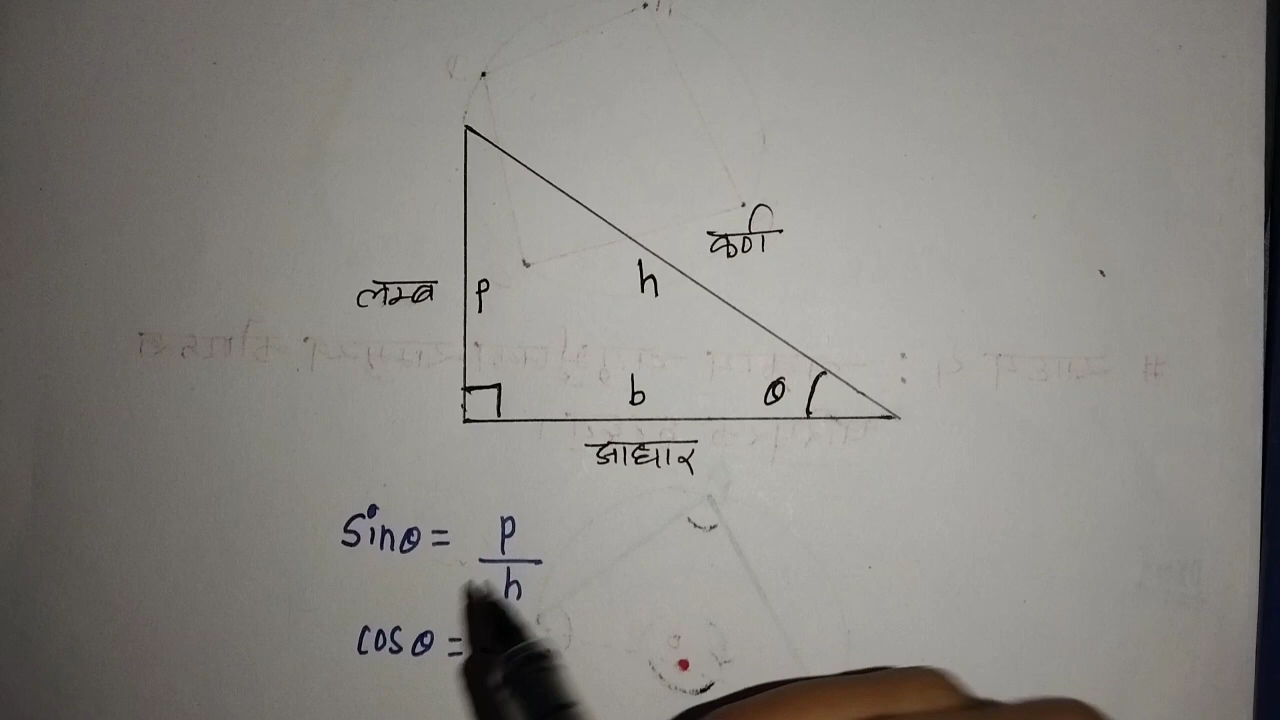 कर्ण
लम्ब p h
b θ
आधार
Sinθ = p/h
cosθ =